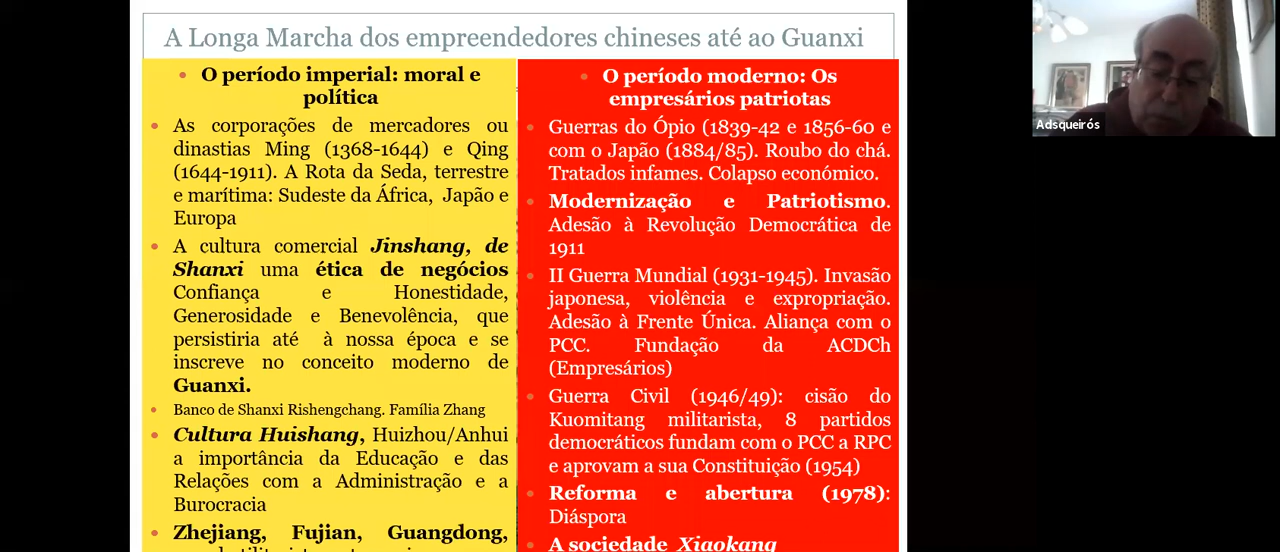 A Longa Marcha dos empreendedores chineses até ao Guanxi
O período imperial: moral e
política
As corporações de mercadores ou
dinastias Ming (1368-1644) e Qing
(1644-1911). A Rota da Seda, terrestre
e marítima: Sudeste da África, Japão e
Europa
A cultura comercial Jinshang, de
Shanxi uma ética de negócios
Confiança e Honestidade,
Generosidade e Benevolência, que
persistiria até à nossa época e se
inscreve no conceito moderno de
Guanxi.
Banco de Shanxi Rishengchang. Família Zhang
Cultura Huishang, Huizhou/Anhui
a importância da Educação e das
Relações com a Administração e a
Burocracia
Zhejiang, Fujian, Guangdong,
O período moderno: Os
empresários patriotas
Guerras do Ópio (1839-42 e 1856-60 e
com o Japão (1884/85). Roubo do chá.
Tratados infames. Colapso económico.
Modernização e Patriotismo.
Adesão à Revolução Democrática de
1911
II Guerra Mundial (1931-1945). Invasão
japonesa, violência e expropriação.
Adesão à Frente Única. Aliança com o
PCC. Fundação da ACDCh
(Empresários)
Guerra Civil (1946/49): cisão do
Kuomitang militarista, 8 partidos
democráticos fundam com o PCC a RPC
e aprovam a sua Constituição (1954)
Reforma e abertura (1978):
Diáspora
A sociedade Xiaokang
Adsqueirós